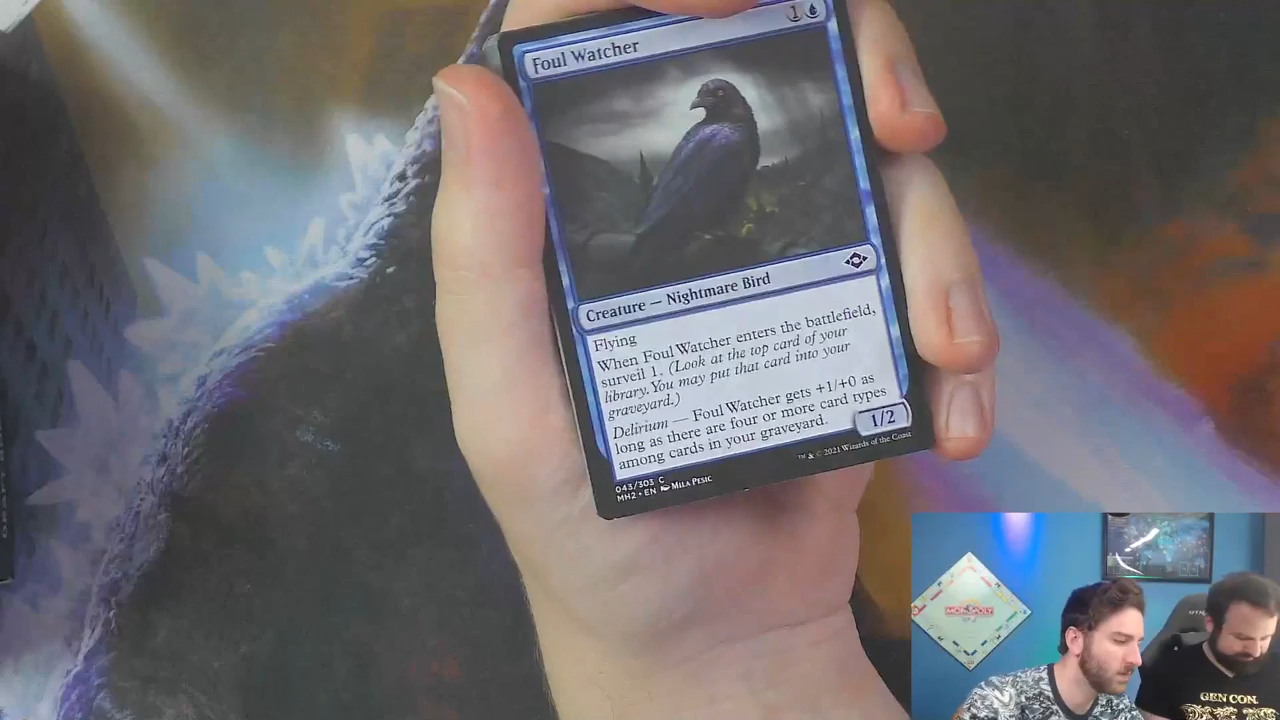 Foul Watcher
1
Creature — Nightmare Bird
Flying
When Foul Watcher enters the battlefield,
surveil 1. (Look at the top card of your
library. You may put that card into your
graveyard.)
Delirium — Foul Watcher gets +1/+0 as
long as there are four or more card types
among cards in your graveyard.
1/2
043/303 C
MH2 • EN MILA PESIC
™ & © 2021 Wizards of the Coast
MONOPOLY
GEN CON